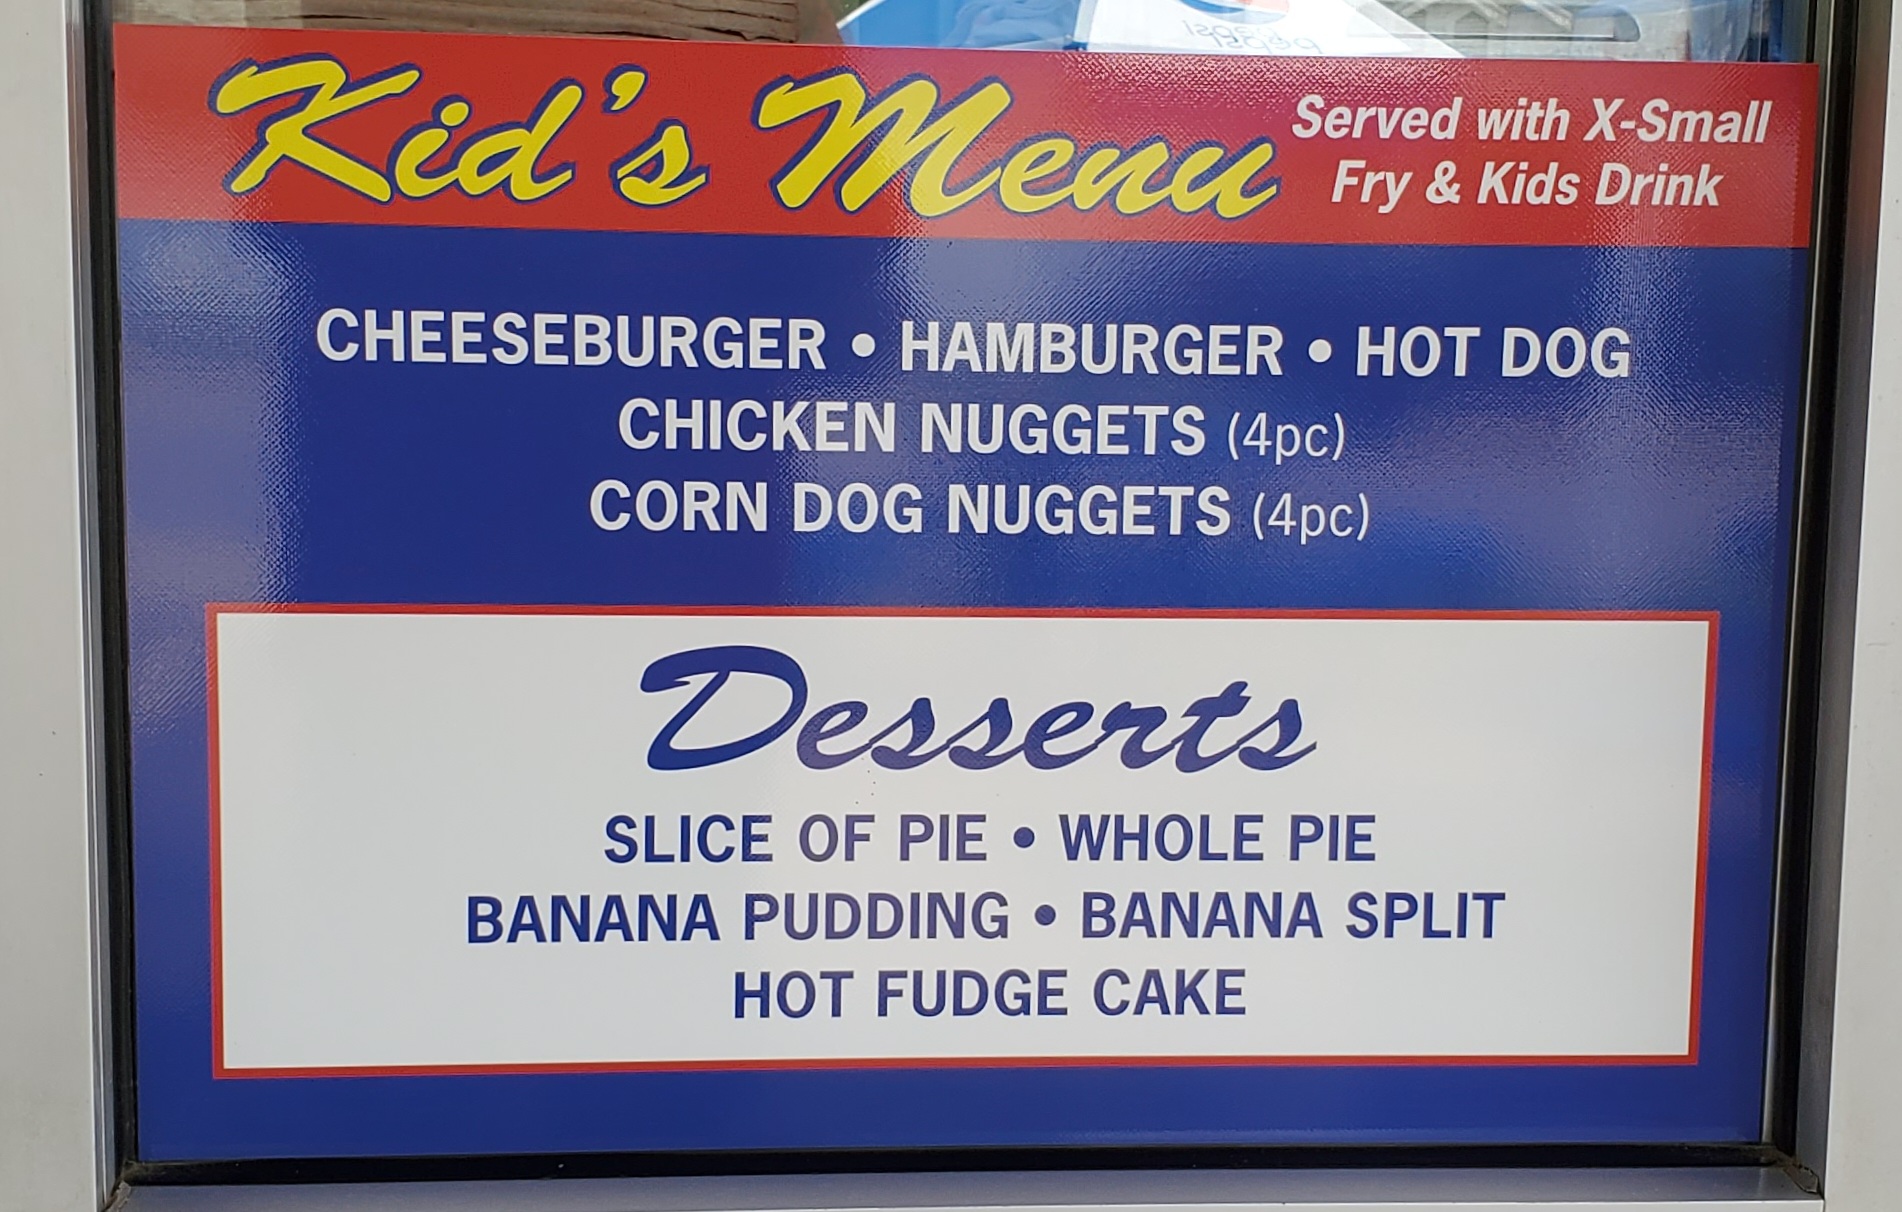 Kid's Menu
Served with X-Small
Fry & Kids Drink
CHEESEBURGER • HAMBURGER • HOT DOG
CHICKEN NUGGETS (4pc)
CORN DOG NUGGETS (4pc)
Desserts
SLICE OF PIE • WHOLE PIE
BANANA PUDDING • BANANA SPLIT
HOT FUDGE CAKE